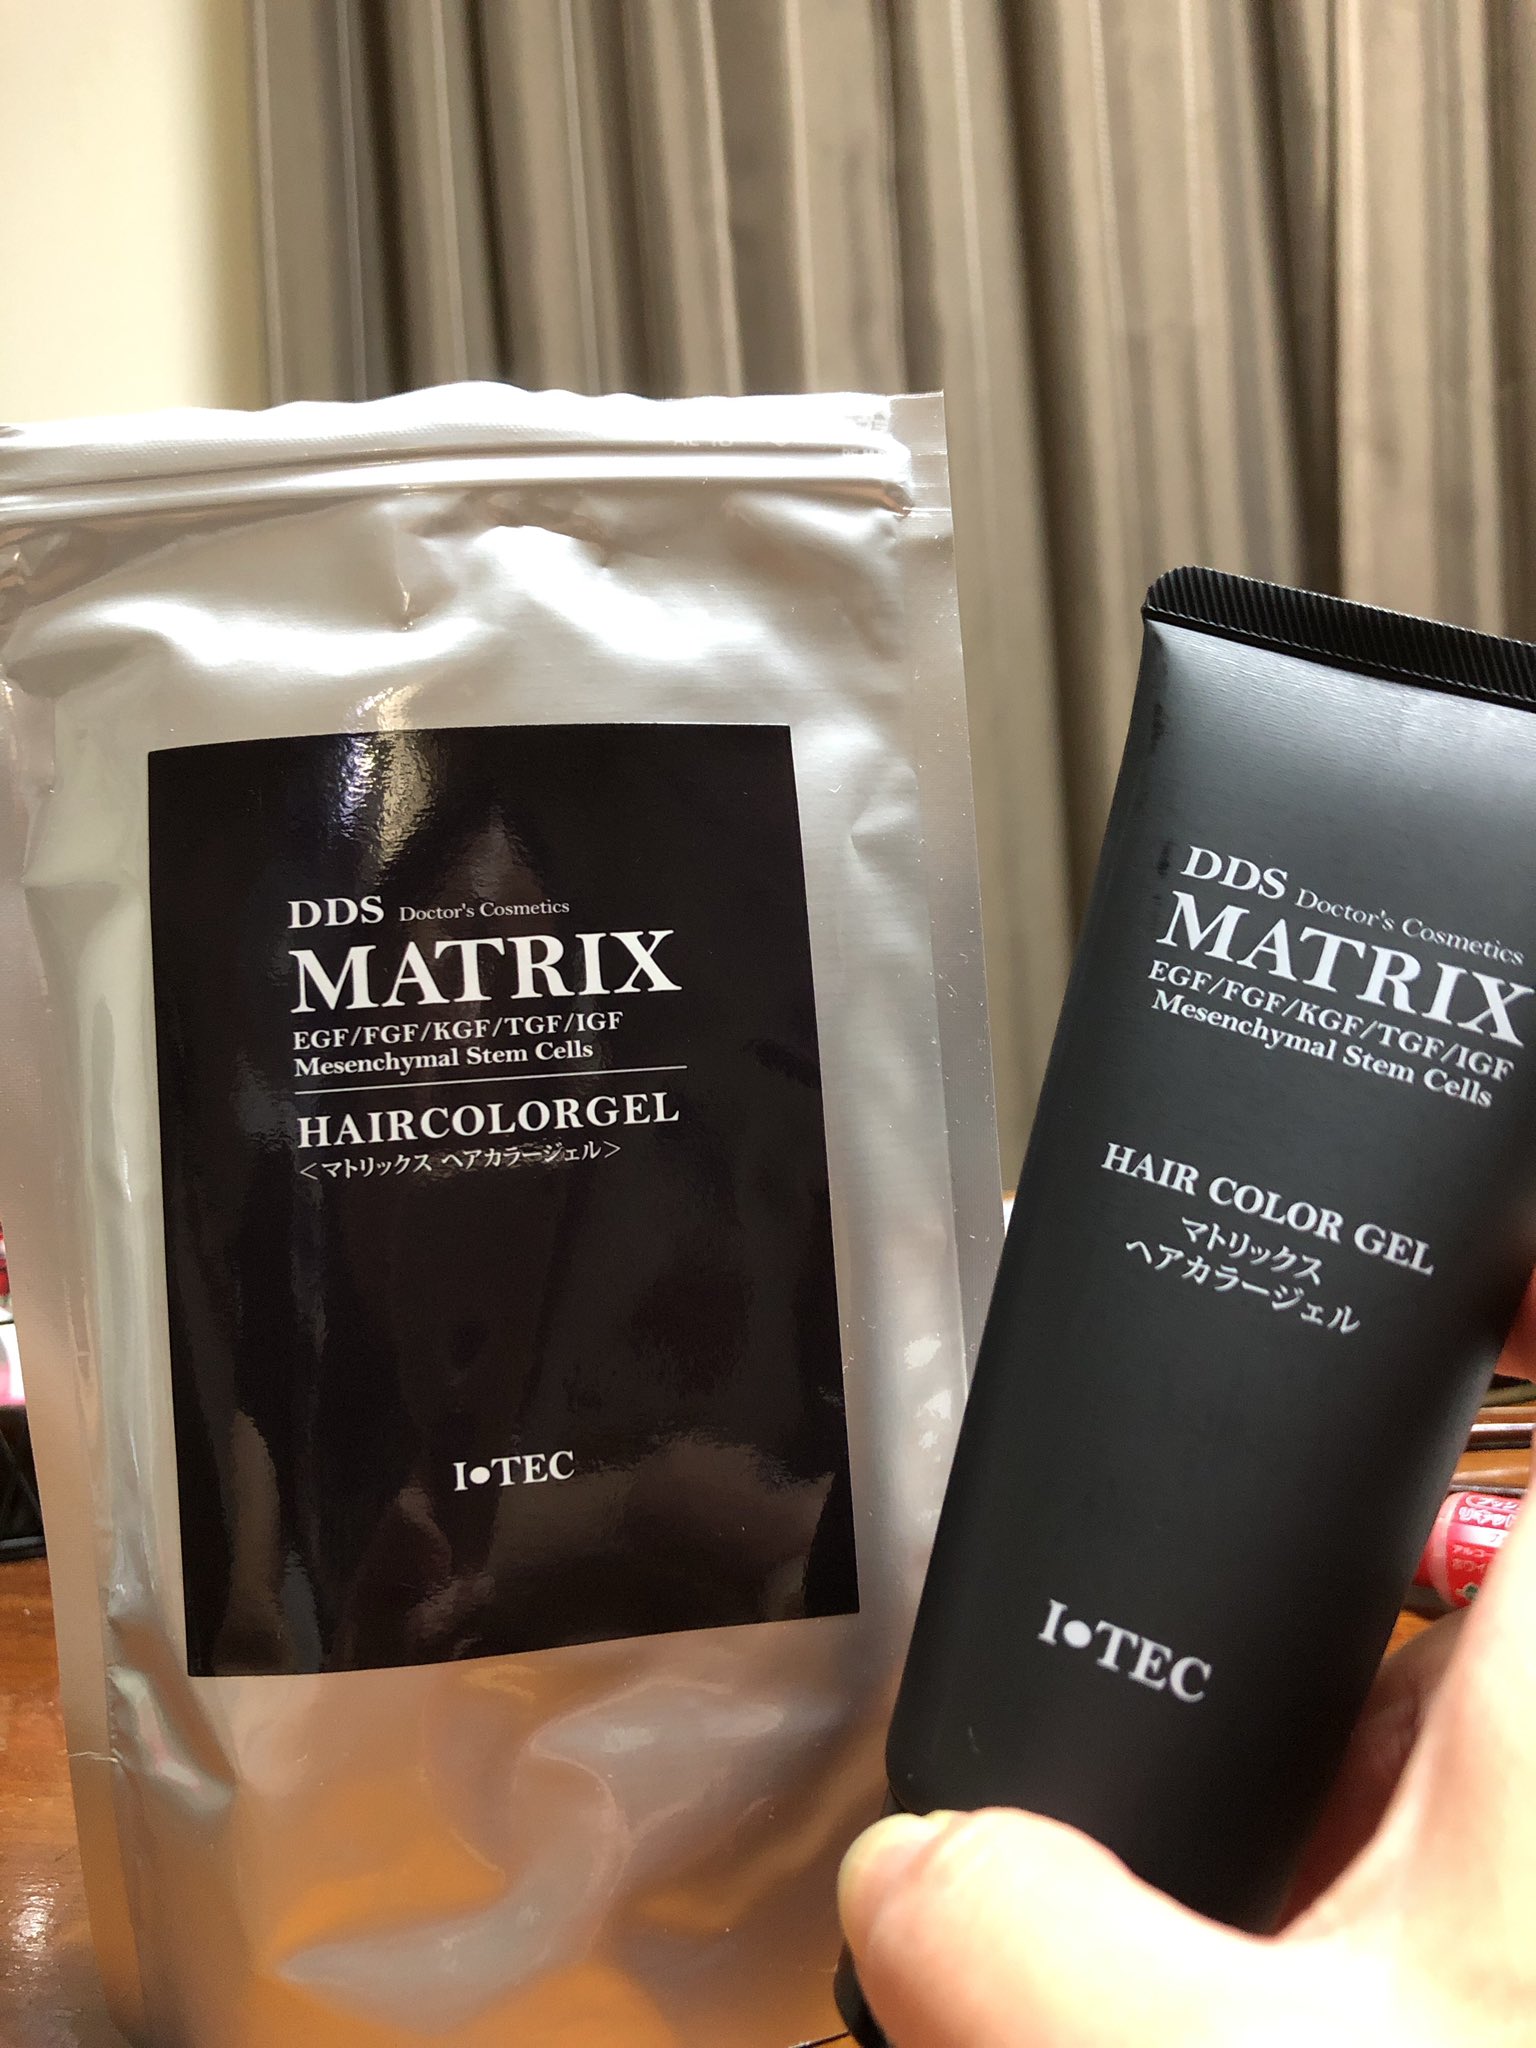 DDS Doctor's Cosmetics
MATRIX
EGF/FGF/KGF/TGF/IGF
Mesenchymal Stem Cells
HAIRCOLORGEL
<マトリックス ヘアカラージェル>
I●TEC
DDS Doctor's Cosmetics
MATRIX
EGF/FGF/KGF/TGF/IGF
Mesenchymal Stem Cells
HAIR COLOR GEL
マトリックス
ヘアカラージェル
I●TEC